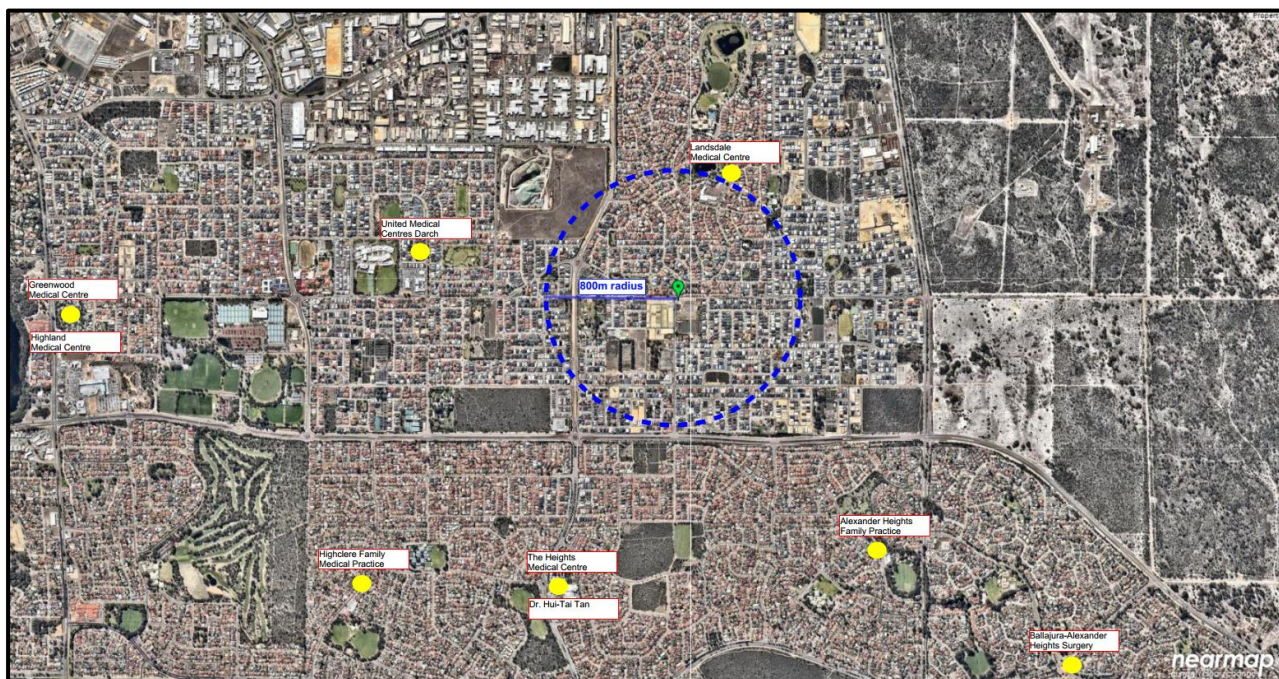 Landsdale
Medical Centre
United Medical
Centres Darch
800m radius
Greenwood
Medical Centre
Highland
Medical Centre
Alexander Heights
Family Practice
Highclere Family
Medical Practice
The Heights
Medical Centre
Dr. Hui-Tai Tan
Ballajura-Alexander
Heights Surgery
nearmap